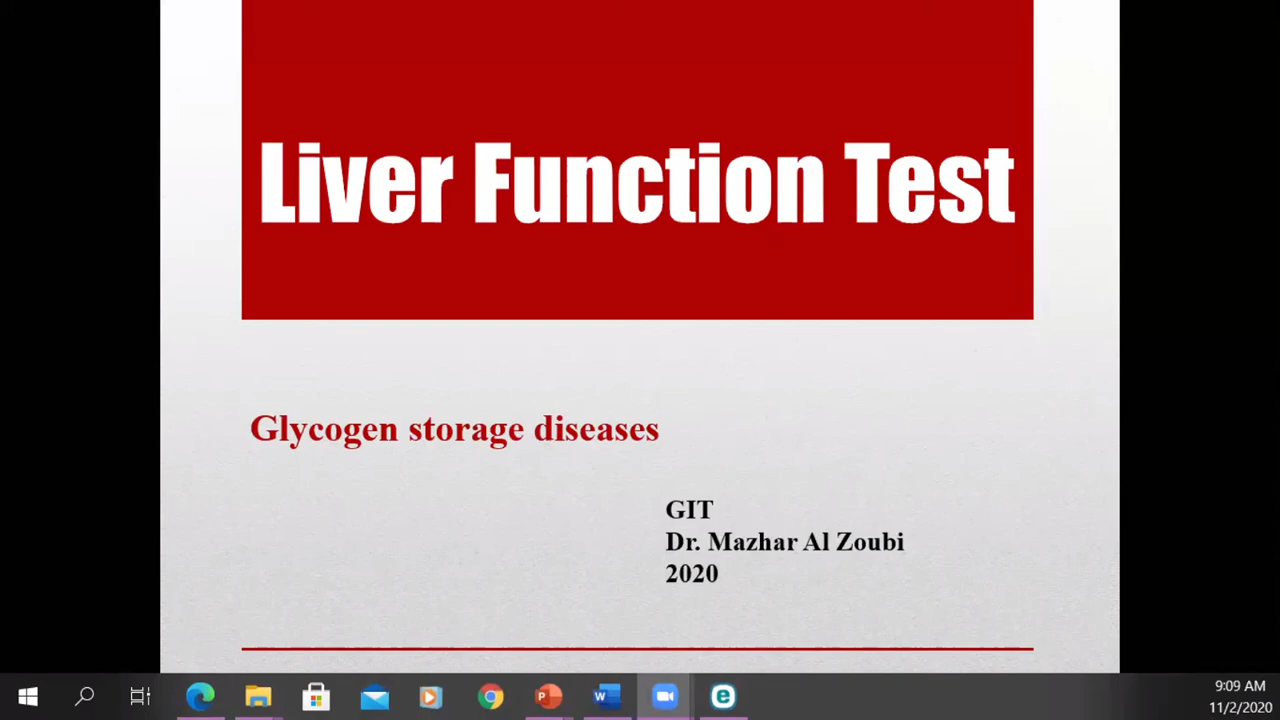 Liver Function Test
Glycogen storage diseases
GIT
Dr. Mazhar Al Zoubi
2020
9:09 AM
11/2/2020